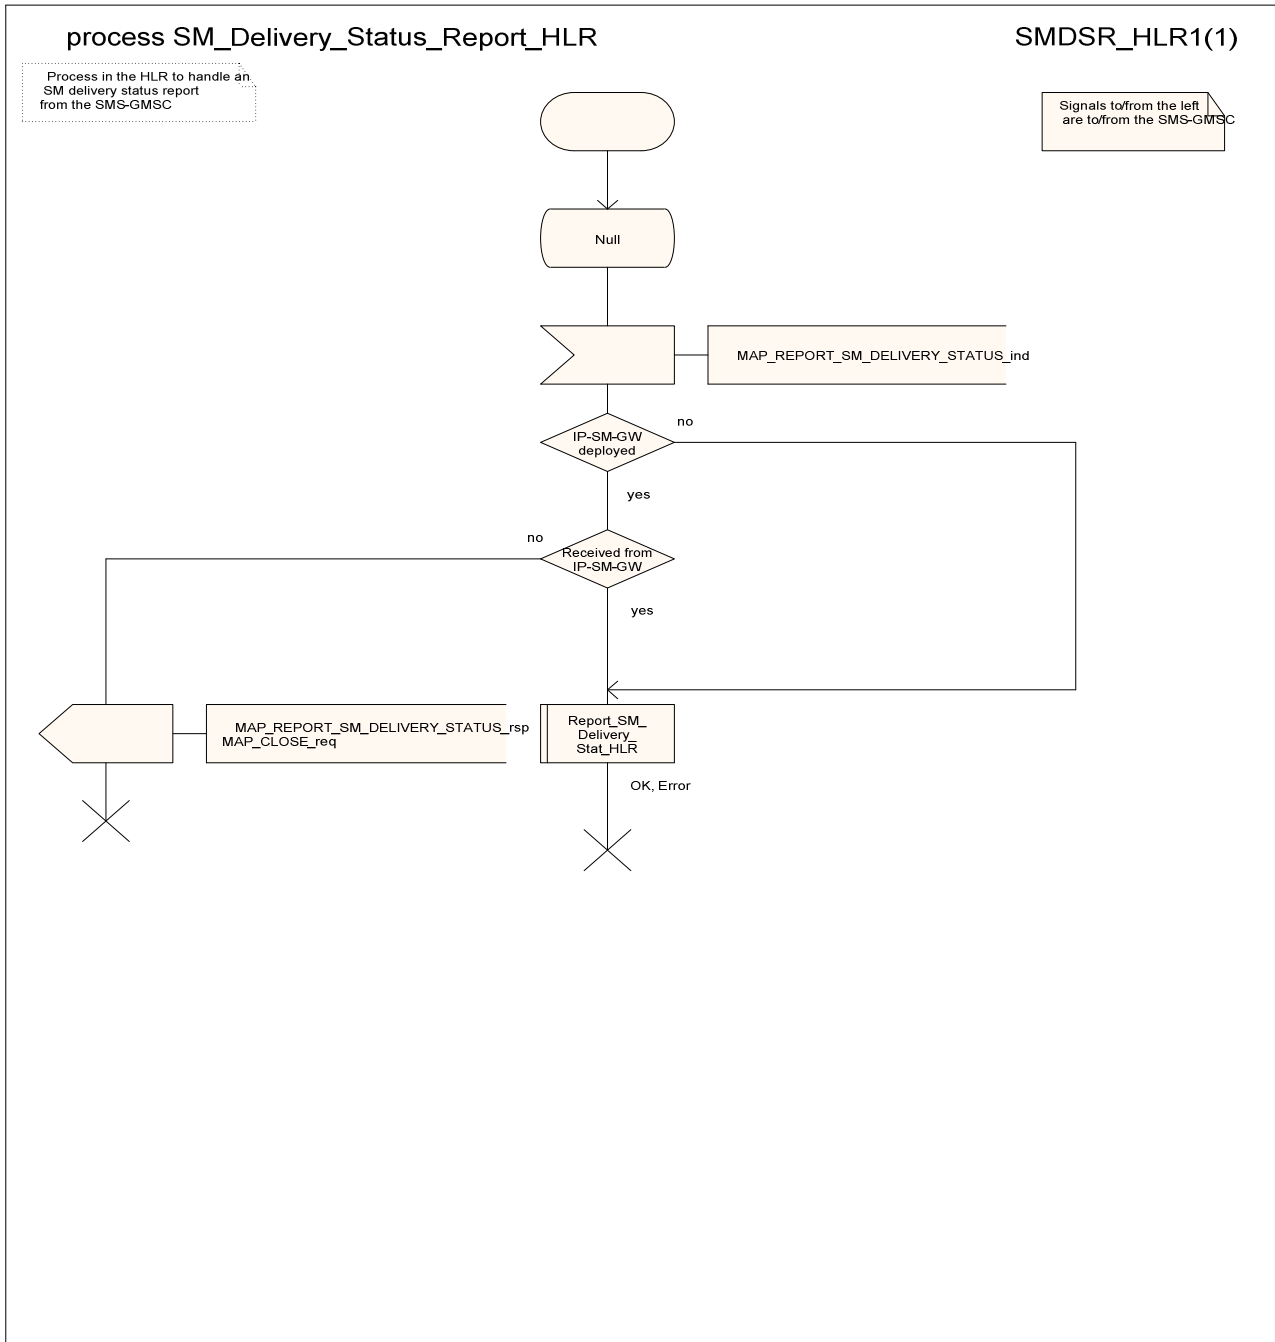 process SM_Delivery_Status_Report_HLR
SMDSR_HLR1(1)
Process in the HLR to handle an
SM delivery status report
from the SMS-GMSC
Signals to/from the left
are to/from the SMS-GMSC
Null
MAP_REPORT_SM_DELIVERY_STATUS_ind
IP-SM-GW
deployed
no
yes
Received from
IP-SM-GW
no
yes
MAP_REPORT_SM_DELIVERY_STATUS_rsp
MAP_CLOSE_req
Report_SM_
Delivery_
Stat_HLR
OK, Error